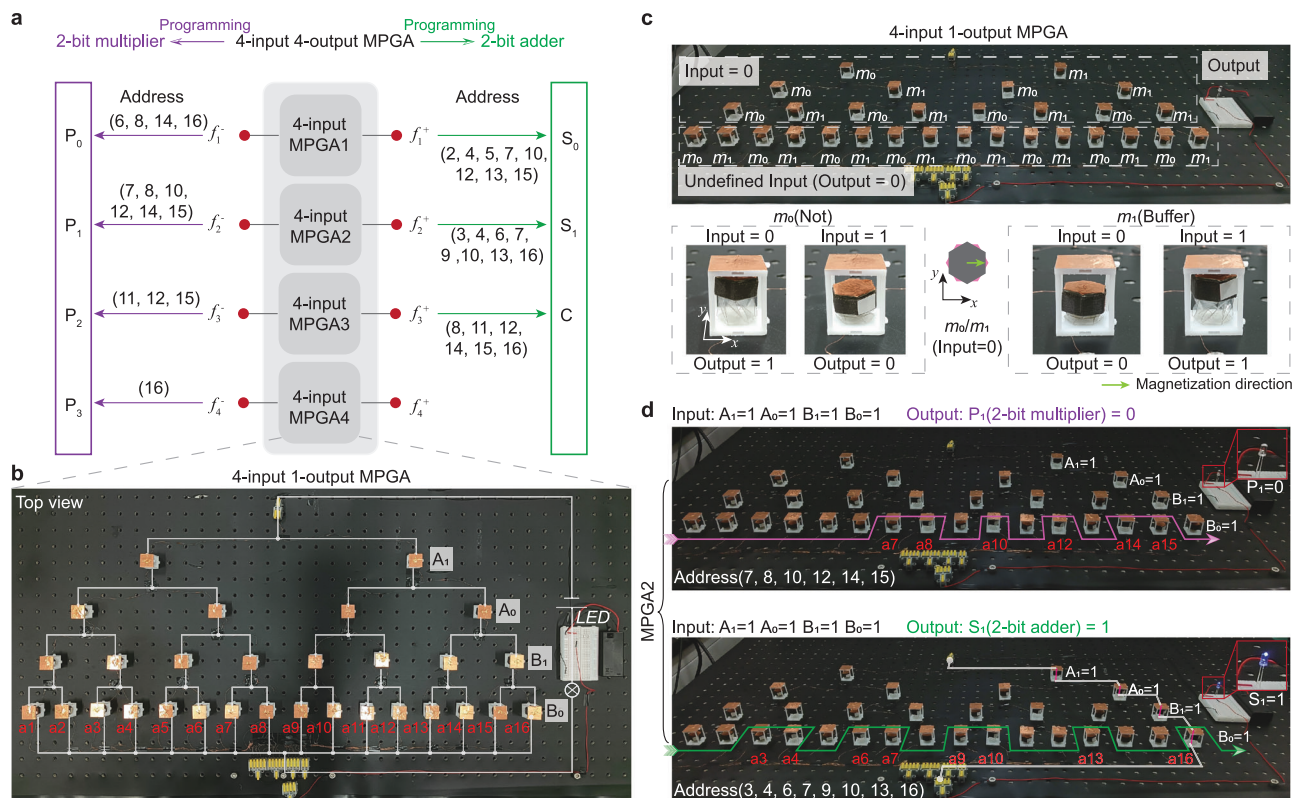 a
Programming
Programming
2-bit multiplier
4-input 4-output MPGA
2-bit adder
Address
Address
P0
(6, 8, 14, 16)
f1-
4-input
MPGA1
f1+
(2, 4, 5, 7, 10,
12, 13, 15)
S0
P1
(7, 8, 10,
12, 14, 15)
f2-
4-input
MPGA2
f2+
(3, 4, 6, 7,
9 ,10, 13, 16)
S1
P2
(11, 12, 15)
f3-
4-input
MPGA3
f3+
(8, 11, 12,
14, 15, 16)
C
P3
(16)
f4-
4-input
MPGA4
f4+
b
4-input 1-output MPGA
Top view
A1
A0
LED
B1
B0
a1 a2 a3 a4 a5 a6 a7 a8 a9 a10 a11 a12 a13 a14 a15 a16
c
4-input 1-output MPGA
Input = 0
Output
m0 m1
m0 m1 m0 m1
m0 m1 m0 m1 m0 m1 m0 m1
m0 m1 m0 m1 m0 m1 m0 m1 m0 m1 m0 m1 m0 m1 m0 m1
Undefined Input (Output = 0)
m0(Not)
Input = 0 Input = 1
y
x
Output = 1 Output = 0
y
x
m0/m1
(Input=0)
m1(Buffer)
Input = 0 Input = 1
Output = 0 Output = 1
Magnetization direction
d
Input: A1=1 A0=1 B1=1 B0=1 Output: P1(2-bit multiplier) = 0
A1=1
A0=1
B1=1
P1=0
B0=1
a7 a8 a10 a12 a14 a15
Address(7, 8, 10, 12, 14, 15)
MPGA2
Input: A1=1 A0=1 B1=1 B0=1 Output: S1(2-bit adder) = 1
A1=1
A0=1
B1=1
S1=1
B0=1
a3 a4 a6 a7 a9 a10 a13 a16
Address(3, 4, 6, 7, 9, 10, 13, 16)